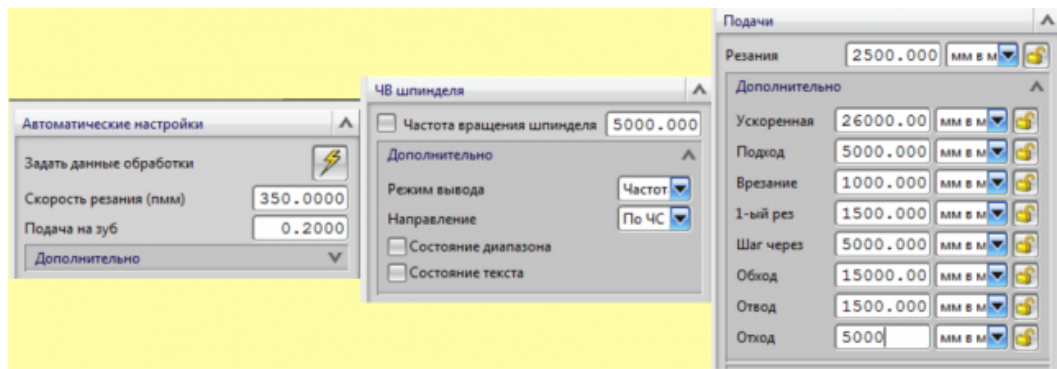 Автоматические настройки
Задать данные обработки
Скорость резания (пмм) 350.0000
Подача на зуб 0.2000
Дополнительно
ЧВ шпинделя
Частота вращения шпинделя 5000.000
Дополнительно
Режим вывода Частот
Направление По ЧС
Состояние диапазона
Состояние текста
Подачи
Резания 2500.000 мм в м
Дополнительно
Ускоренная 26000.00 мм в м
Подход 5000.000 мм в м
Врезание 1000.000 мм в м
1-ый рез 1500.000 мм в м
Шаг через 5000.000 мм в м
Обход 15000.00 мм в м
Отвод 1500.000 мм в м
Отход 5000 мм в м